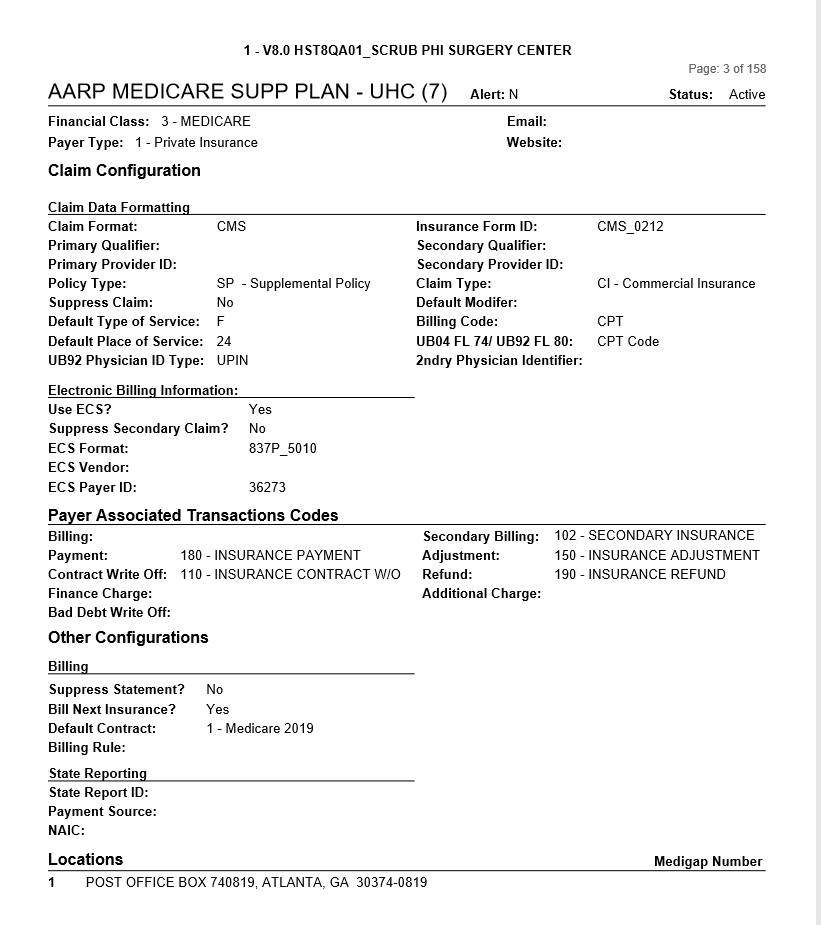 1 - V8.0 HST8QA01_SCRUB PHI SURGERY CENTER
Page: 3 of 158
AARP MEDICARE SUPP PLAN - UHC (7) Alert: N Status: Active
Financial Class: 3 - MEDICARE Email:
Payer Type: 1 - Private Insurance Website:
Claim Configuration
Claim Data Formatting
Claim Format: CMS Insurance Form ID: CMS_0212
Primary Qualifier: Secondary Qualifier:
Primary Provider ID: Secondary Provider ID:
Policy Type: SP - Supplemental Policy Claim Type: CI - Commercial Insurance
Suppress Claim: No Default Modifer:
Default Type of Service: F Billing Code: CPT
Default Place of Service: 24 UB04 FL 74/ UB92 FL 80: CPT Code
UB92 Physician ID Type: UPIN 2ndry Physician Identifier:
Electronic Billing Information:
Use ECS? Yes
Suppress Secondary Claim? No
ECS Format: 837P_5010
ECS Vendor:
ECS Payer ID: 36273
Payer Associated Transactions Codes
Billing: Secondary Billing: 102 - SECONDARY INSURANCE
Payment: 180 - INSURANCE PAYMENT Adjustment: 150 - INSURANCE ADJUSTMENT
Contract Write Off: 110 - INSURANCE CONTRACT W/O Refund: 190 - INSURANCE REFUND
Finance Charge: Additional Charge:
Bad Debt Write Off:
Other Configurations
Billing
Suppress Statement? No
Bill Next Insurance? Yes
Default Contract: 1 - Medicare 2019
Billing Rule:
State Reporting
State Report ID:
Payment Source:
NAIC:
Locations Medigap Number
1 POST OFFICE BOX 740819, ATLANTA, GA 30374-0819